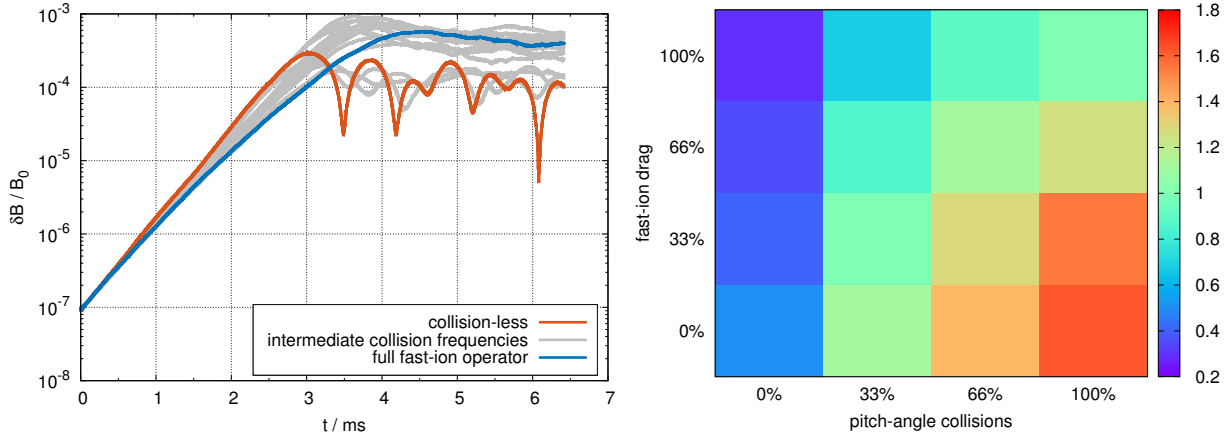 10⁻³
10⁻⁴
10⁻⁵
10⁻⁶
10⁻⁷
10⁻⁸
δB / B₀
0 1 2 3 4 5 6 7
t / ms
collision-less
intermediate collision frequencies
full fast-ion operator
fast-ion drag
100%
66%
33%
0%
0% 33% 66% 100%
pitch-angle collisions
1.8
1.6
1.4
1.2
1
0.8
0.6
0.4
0.2